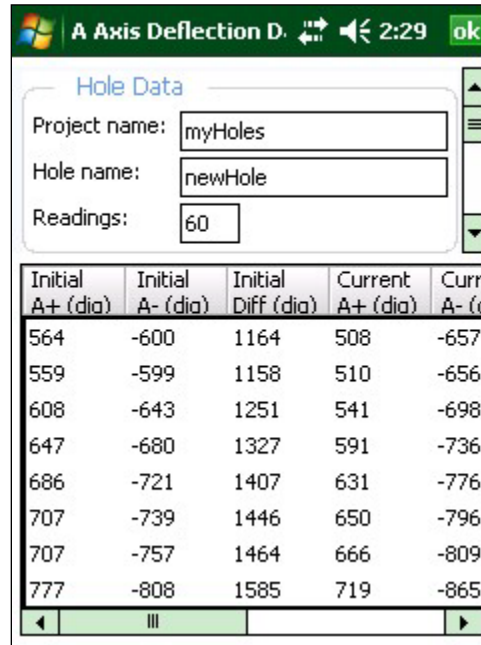 A Axis Deflection D. 2:29 ok
Hole Data
Project name: myHoles
Hole name: newHole
Readings: 60
Initial Initial Initial Current Curr
A+ (dig) A- (dig) Diff (dig) A+ (dig) A- (d
564 -600 1164 508 -657
559 -599 1158 510 -656
608 -643 1251 541 -698
647 -680 1327 591 -736
686 -721 1407 631 -776
707 -739 1446 650 -796
707 -757 1464 666 -809
777 -808 1585 719 -865